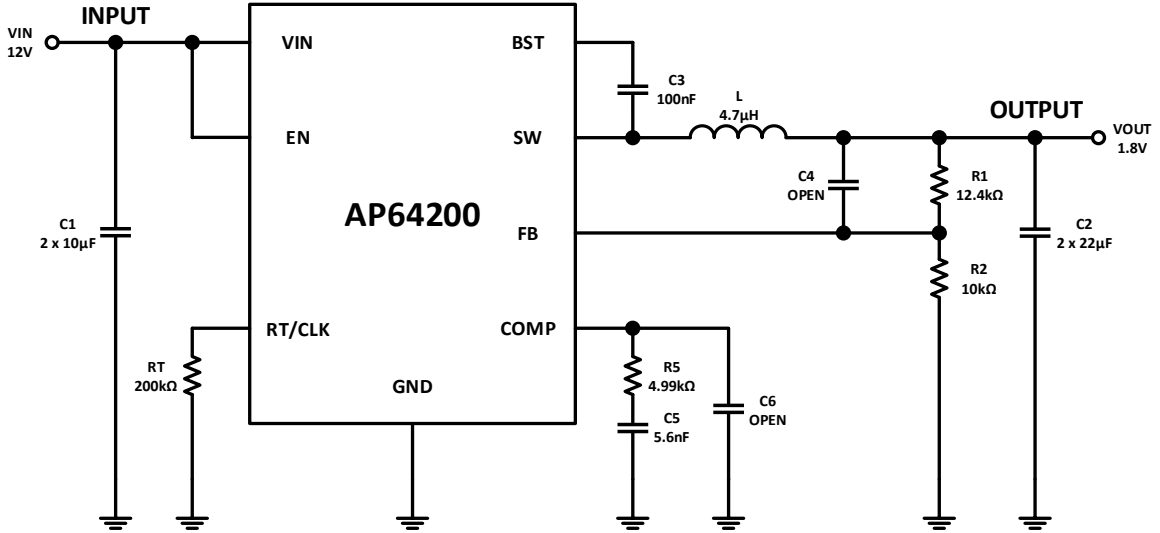 INPUT
VIN
12V
VIN
BST
C3
100nF
L
4.7µH
OUTPUT
VOUT
1.8V
EN
SW
C4
OPEN
R1
12.4kΩ
AP64200
C1
2 x 10µF
FB
C2
2 x 22µF
R2
10kΩ
RT/CLK
COMP
RT
200kΩ
GND
R5
4.99kΩ
C6
OPEN
C5
5.6nF